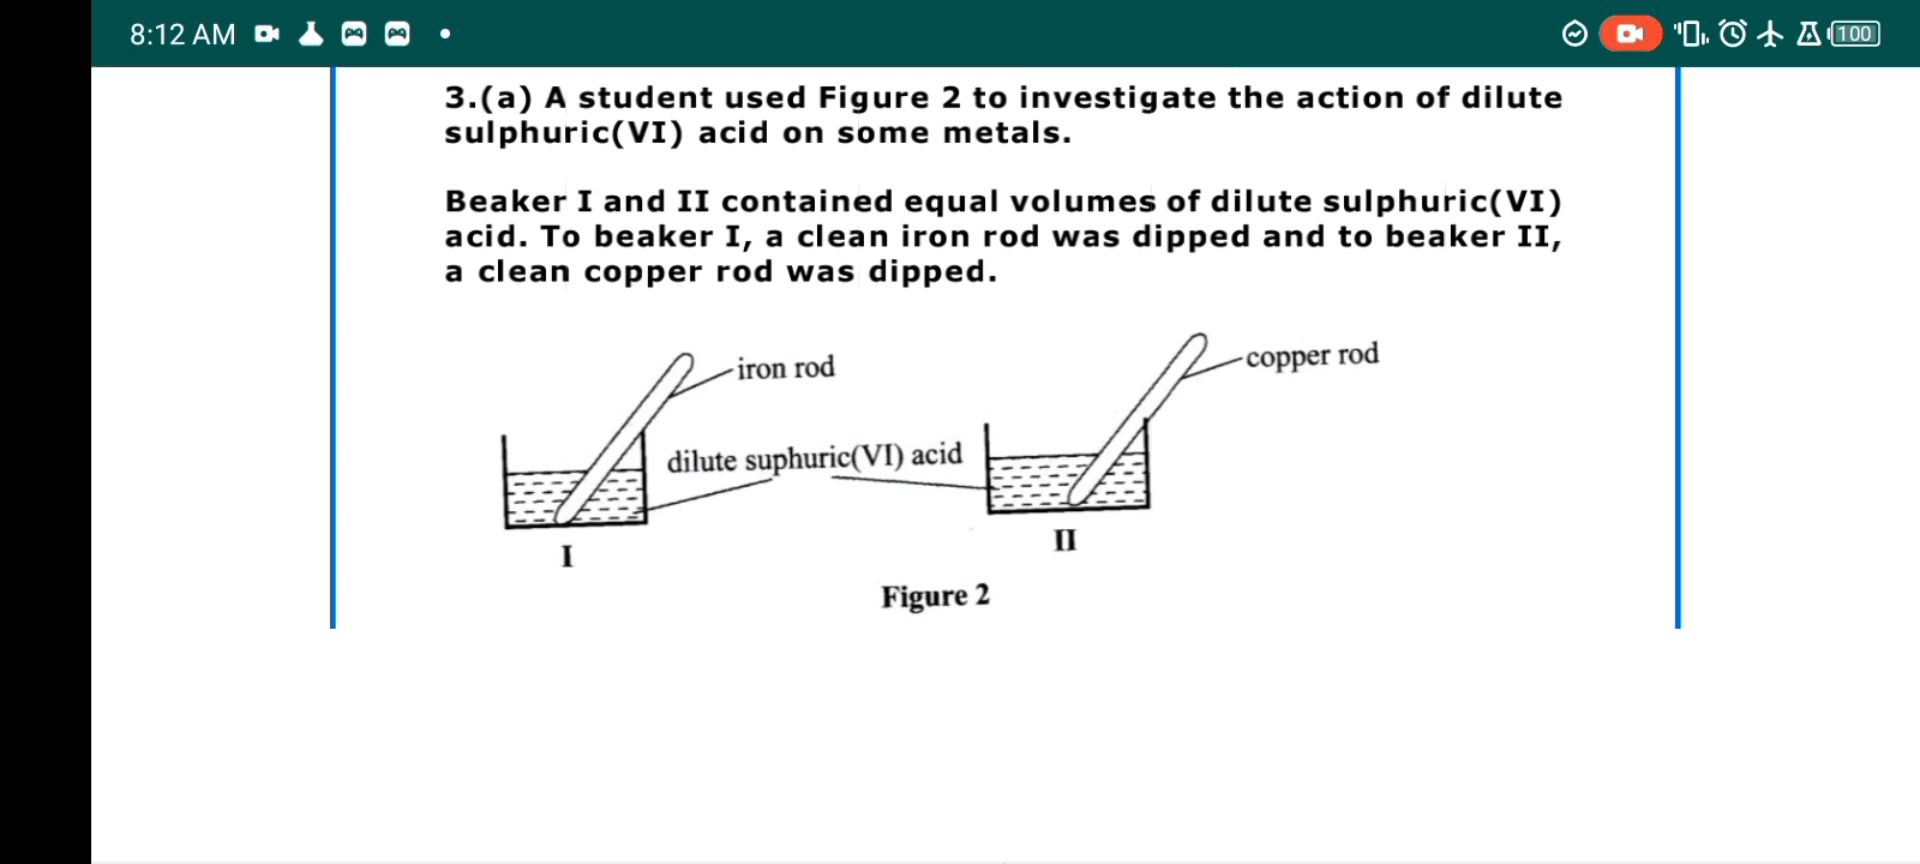 8:12 AM
100
3.(a) A student used Figure 2 to investigate the action of dilute
sulphuric(VI) acid on some metals.
Beaker I and II contained equal volumes of dilute sulphuric(VI)
acid. To beaker I, a clean iron rod was dipped and to beaker II,
a clean copper rod was dipped.
iron rod
copper rod
dilute suphuric(VI) acid
I
II
Figure 2